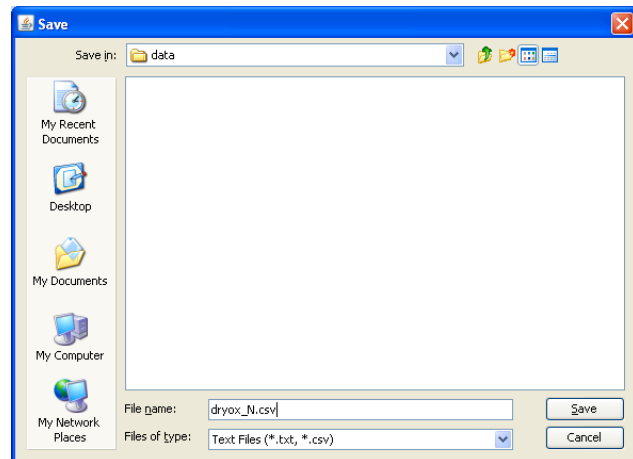 Save
Save in: data
My Recent
Documents
Desktop
My Documents
My Computer
My Network
Places
File name: dryox_N.csv Save
Files of type: Text Files (*.txt, *.csv) Cancel